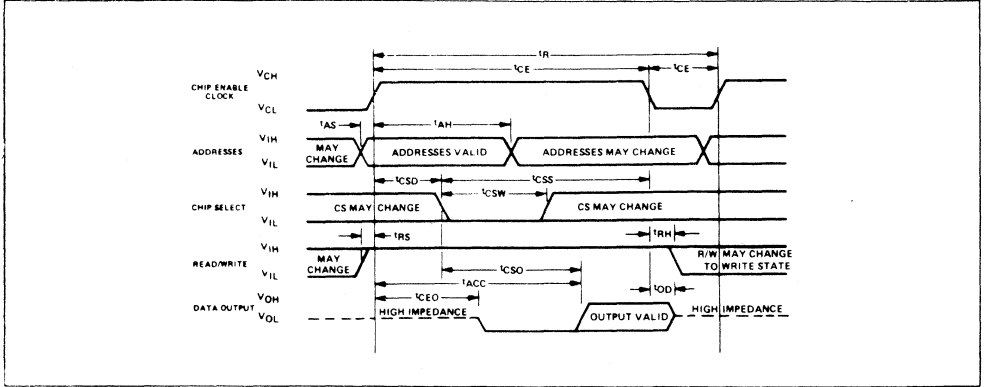 tR
tCE
tCE
VCH
CHIP ENABLE
CLOCK
VCL
tAS
tAH
VIH
ADDRESSES
VIL
MAY
CHANGE
ADDRESSES VALID
ADDRESSES MAY CHANGE
tCSD
tCSS
tCSW
VIH
CHIP SELECT
VIL
CS MAY CHANGE
CS MAY CHANGE
tRS
tRH
VIH
READ/WRITE
VIL
MAY
CHANGE
R/W MAY CHANGE
TO WRITE STATE
tCSO
tACC
tOD
tCEO
VOH
DATA OUTPUT
VOL
HIGH IMPEDANCE
OUTPUT VALID
HIGH IMPEDANCE